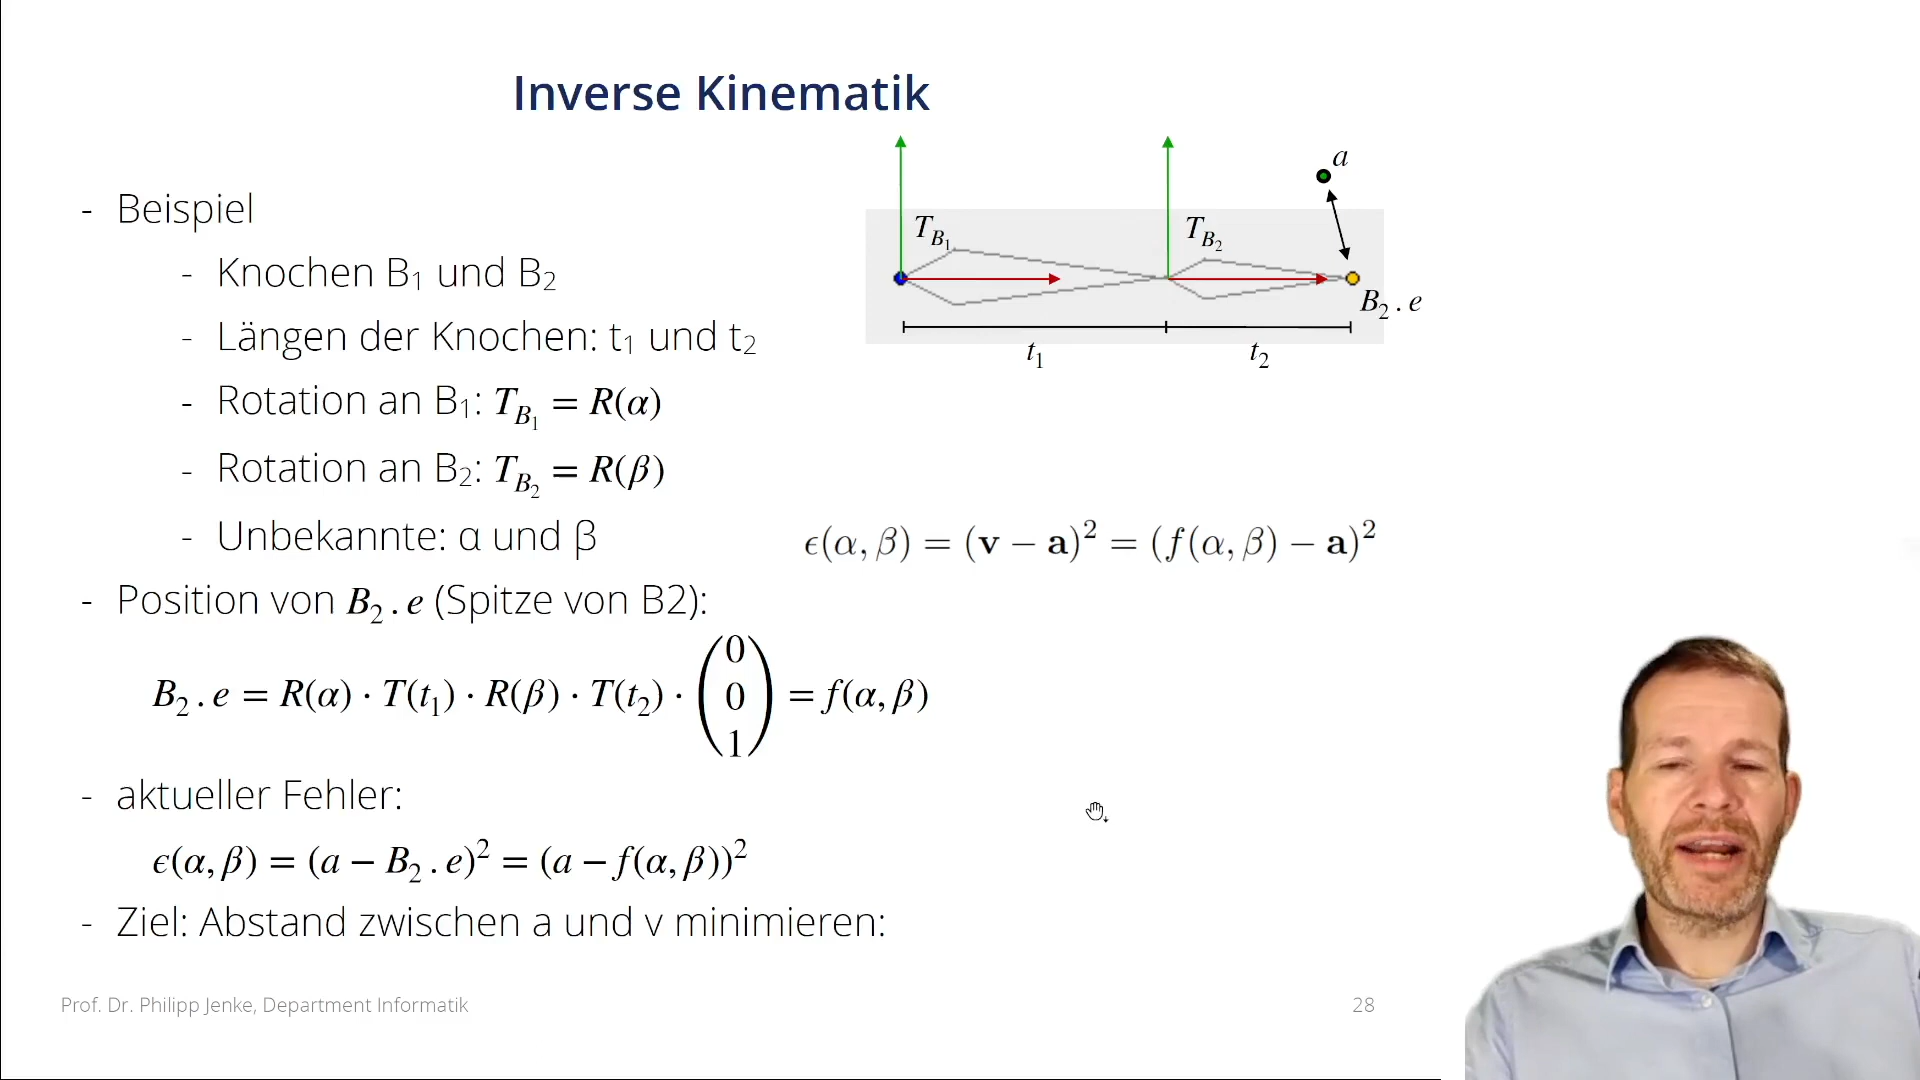 Inverse Kinematik
- Beispiel
- Knochen B₁ und B₂
- Längen der Knochen: t₁ und t₂
- Rotation an B₁: T_{B₁} = R(α)
- Rotation an B₂: T_{B₂} = R(β)
- Unbekannte: α und β
- Position von B₂ . e (Spitze von B2):
B₂ . e = R(α) · T(t₁) · R(β) · T(t₂) · (0 0 1) = f(α, β)
- aktueller Fehler:
ϵ(α, β) = (a − B₂ . e)² = (a − f(α, β))²
- Ziel: Abstand zwischen a und v minimieren:
a
T_{B₁}
T_{B₂}
B₂ . e
t₁
t₂
ϵ(α, β) = (v − a)² = (f(α, β) − a)²
Prof. Dr. Philipp Jenke, Department Informatik
28